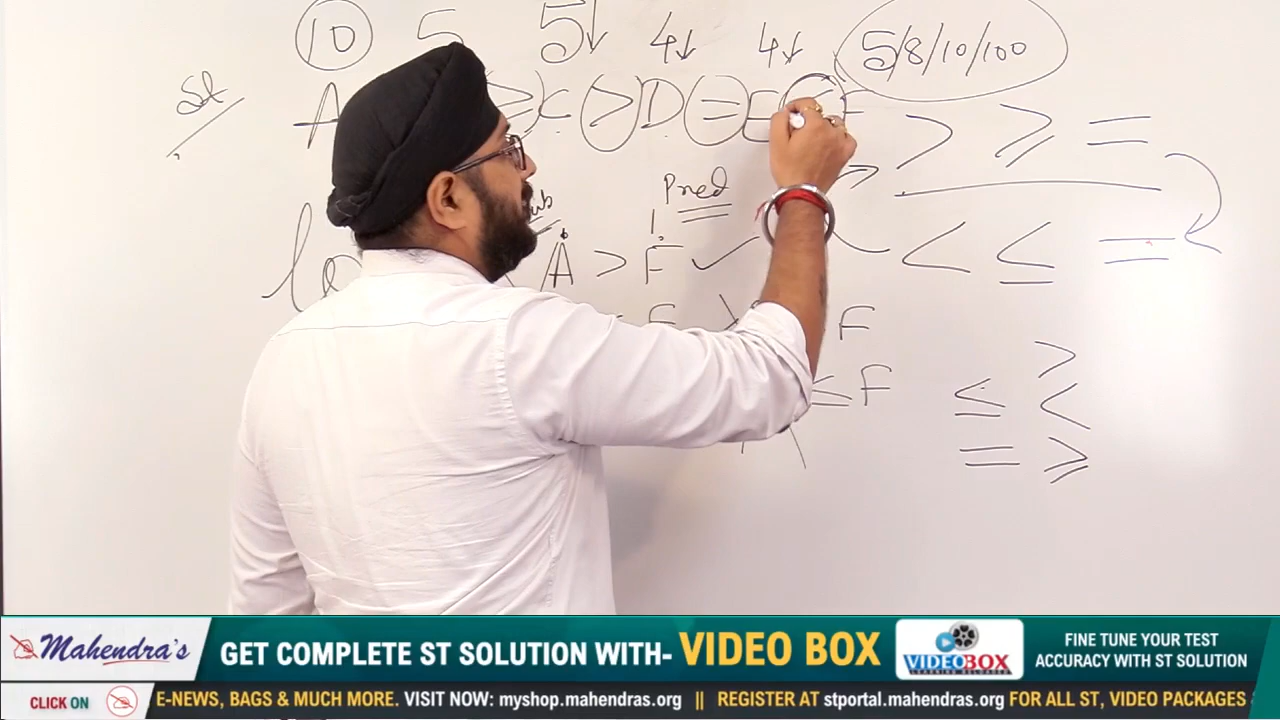 10 5 5↓ 4↓ 4↓ 5/8/10/100
St A ≥ C > D = E F > ≥ =
Pred
A > F ✓ < ≤ =
F F
≤ F ≤ >
<
= ≥
Mahendra's
GET COMPLETE ST SOLUTION WITH- VIDEO BOX
VIDEOBOX
LEARNING RELOADED
FINE TUNE YOUR TEST
ACCURACY WITH ST SOLUTION
CLICK ON
E-NEWS, BAGS & MUCH MORE. VISIT NOW: myshop.mahendras.org || REGISTER AT stportal.mahendras.org FOR ALL ST, VIDEO PACKAGES &